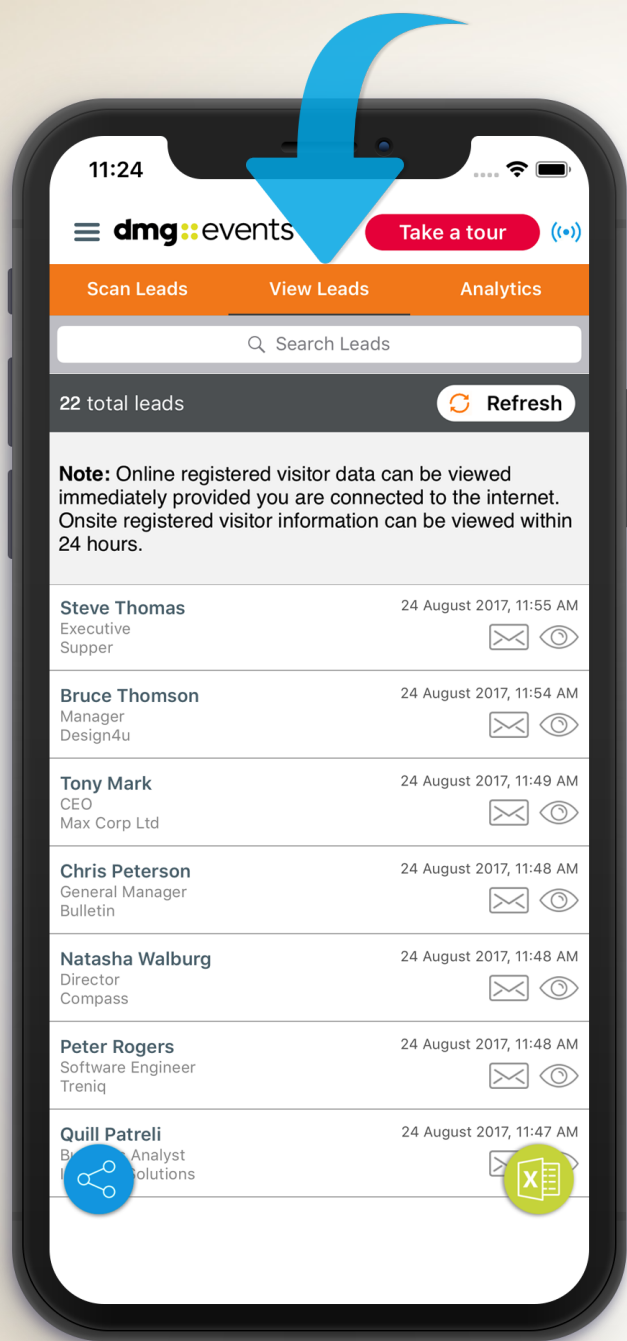 11:24
dmg::events
Take a tour
Scan Leads
View Leads
Analytics
Search Leads
22 total leads
Refresh
Note: Online registered visitor data can be viewed
immediately provided you are connected to the internet.
Onsite registered visitor information can be viewed within
24 hours.
Steve Thomas
24 August 2017, 11:55 AM
Executive
Supper
Bruce Thomson
24 August 2017, 11:54 AM
Manager
Design4u
Tony Mark
24 August 2017, 11:49 AM
CEO
Max Corp Ltd
Chris Peterson
24 August 2017, 11:48 AM
General Manager
Bulletin
Natasha Walburg
24 August 2017, 11:48 AM
Director
Compass
Peter Rogers
24 August 2017, 11:48 AM
Software Engineer
Treniq
Quill Patreli
24 August 2017, 11:47 AM
Analyst
Solutions
X